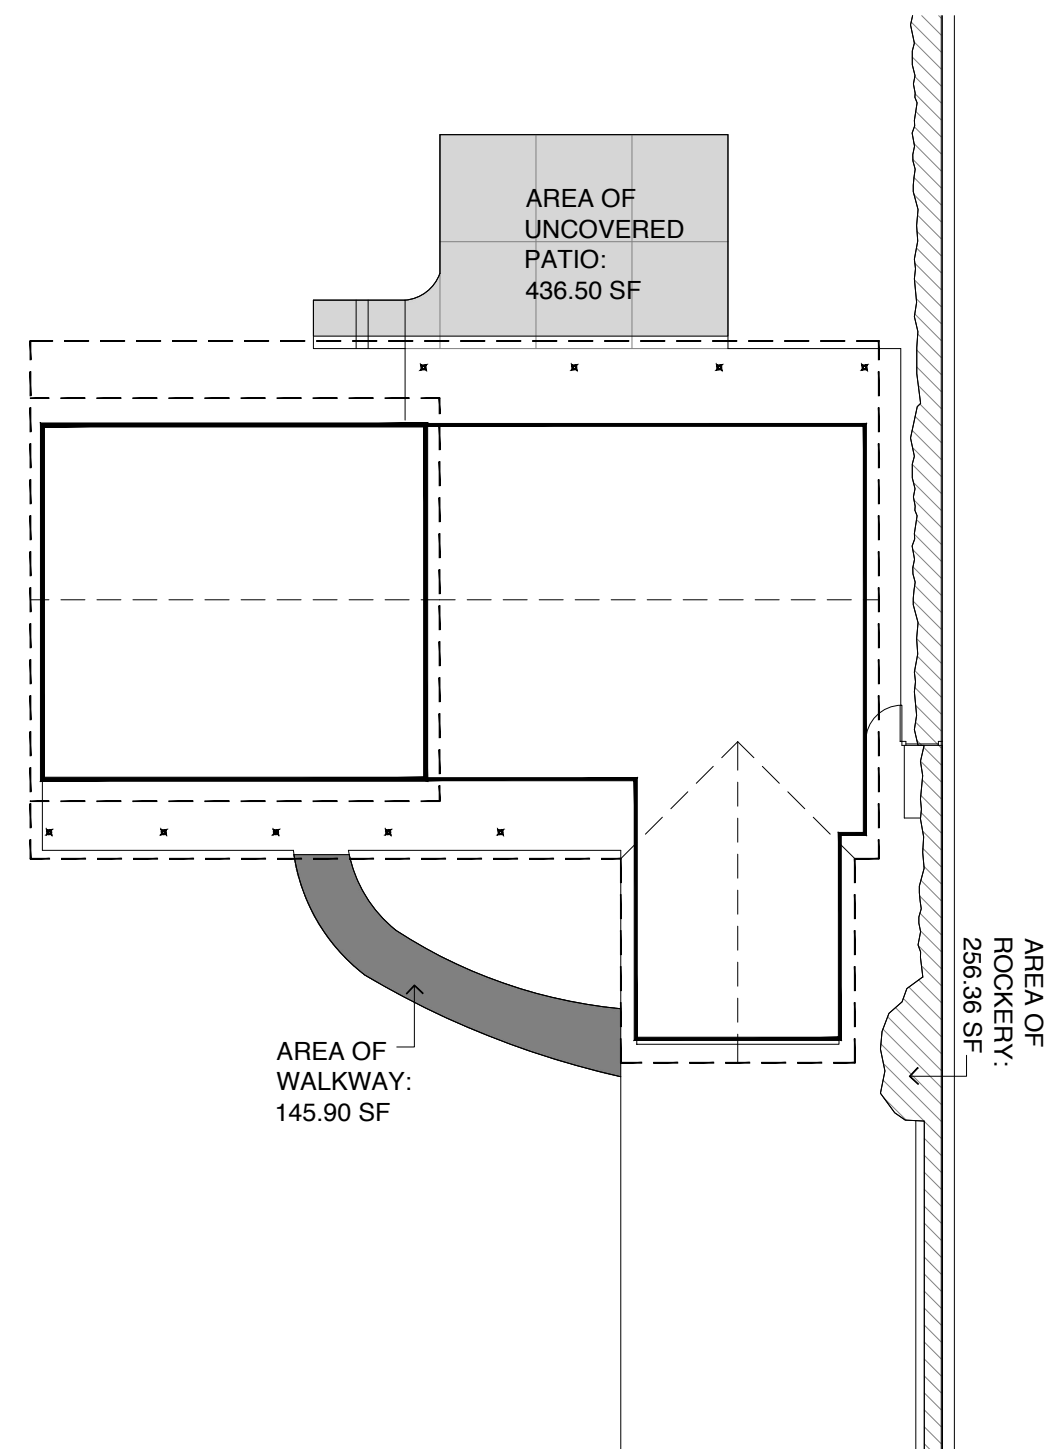 AREA OF
UNCOVERED
PATIO:
436.50 SF
AREA OF
ROCKERY:
256.36 SF
AREA OF
WALKWAY:
145.90 SF